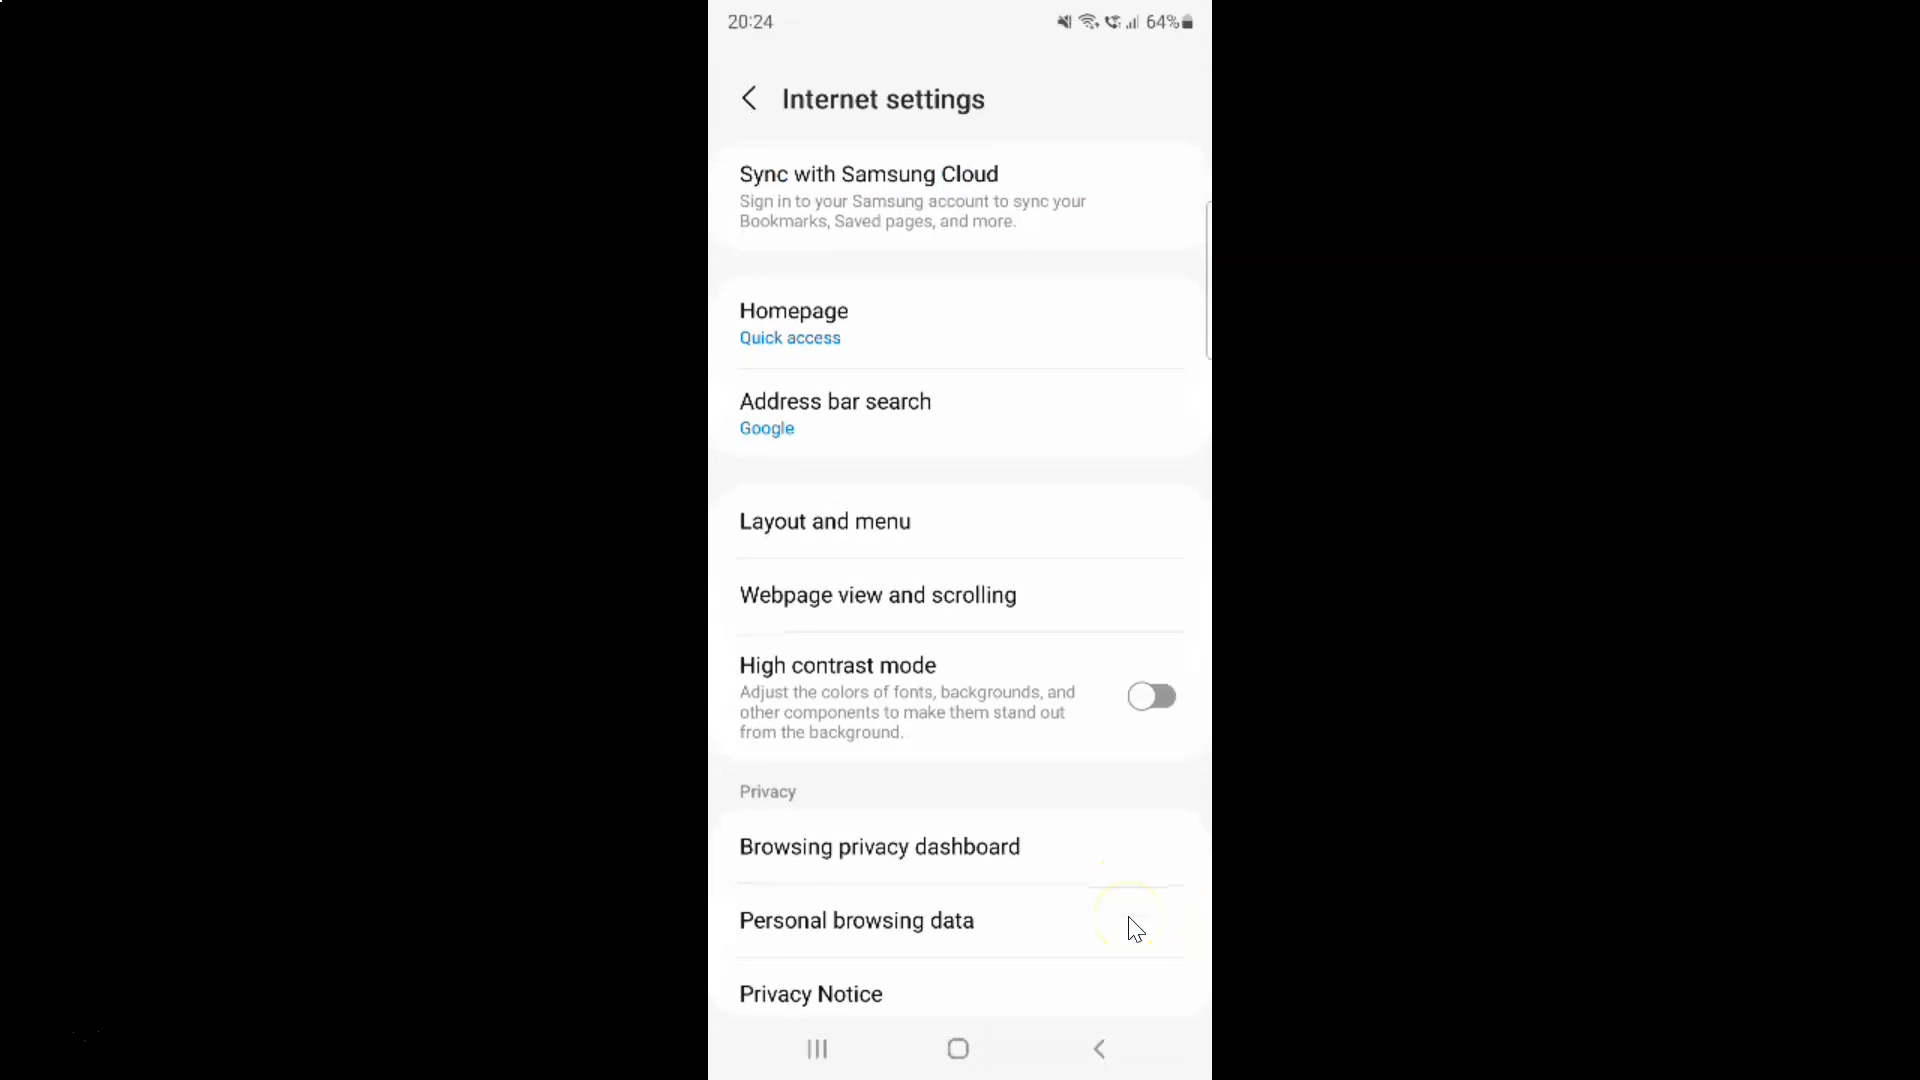 20:24
64%
Internet settings
Sync with Samsung Cloud
Sign in to your Samsung account to sync your
Bookmarks, Saved pages, and more.
Homepage
Quick access
Address bar search
Google
Layout and menu
Webpage view and scrolling
High contrast mode
Adjust the colors of fonts, backgrounds, and
other components to make them stand out
from the background.
Privacy
Browsing privacy dashboard
Personal browsing data
Privacy Notice